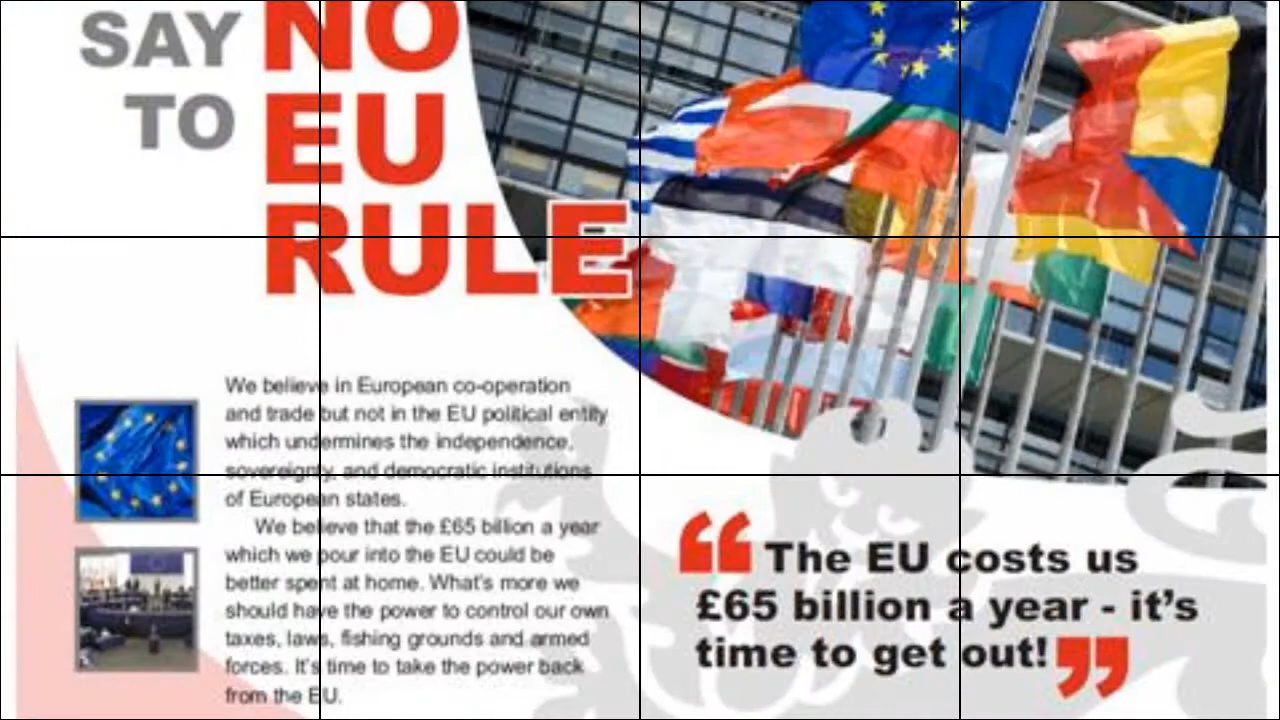 SAY NO
TO EU
RULE
We believe in European co-operation
and trade but not in the EU political entity
which undermines the independence,
sovereignty, and democratic institutions
of European states.
We believe that the £65 billion a year
which we pour into the EU could be
better spent at home. What's more we
should have the power to control our own
taxes, laws, fishing grounds and armed
forces. It's time to take the power back
from the EU.
“The EU costs us
£65 billion a year - it’s
time to get out!”